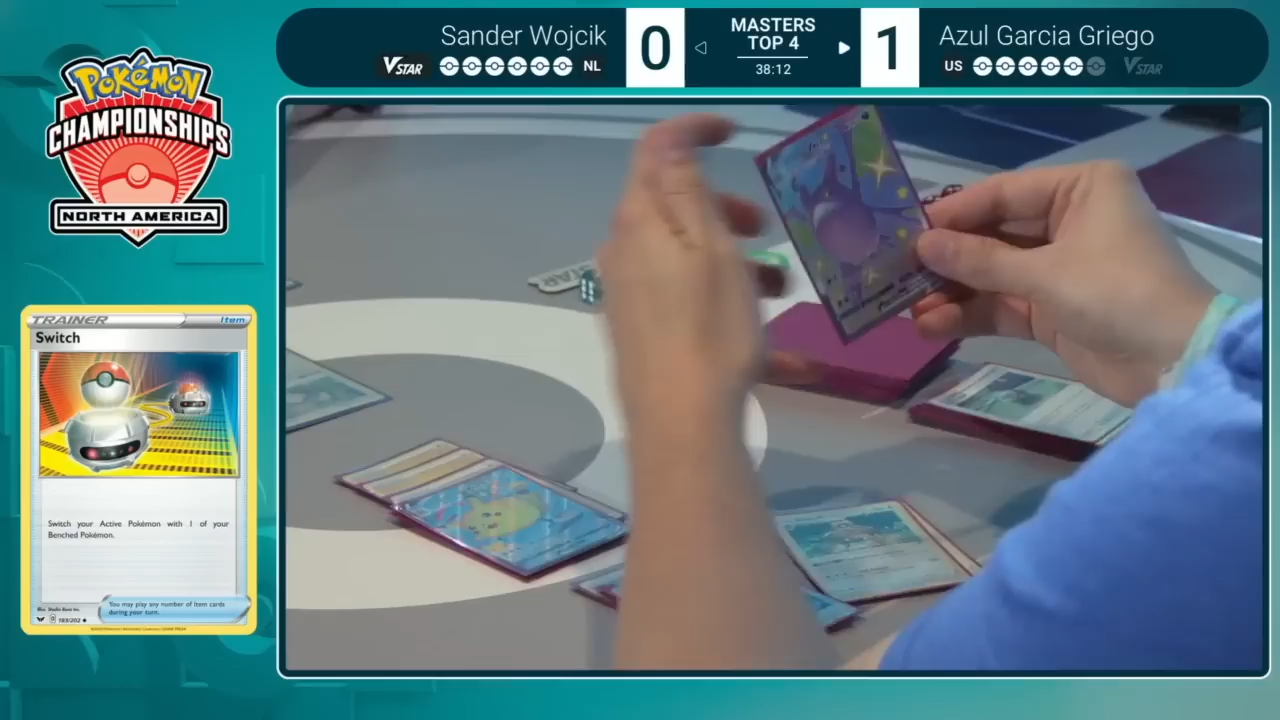 Sander Wojcik
VSTAR
NL
0
MASTERS
TOP 4
38:12
1
Azul Garcia Griego
US
VSTAR
Pokémon
CHAMPIONSHIPS
NORTH AMERICA
TRAINER
Item
Switch
Switch your Active Pokémon with 1 of your
Benched Pokémon.
You may play any number of Item cards
during your turn.
183/202